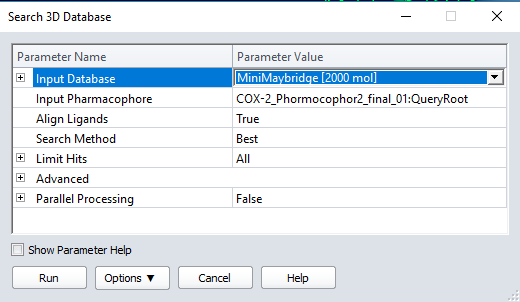 Search 3D Database
Parameter Name Parameter Value
Input Database MiniMaybridge [2000 mol]
Input Pharmacophore COX-2_Phormocophor2_final_01:QueryRoot
Align Ligands True
Search Method Best
Limit Hits All
Advanced
Parallel Processing False
Show Parameter Help
Run Options ▼ Cancel Help